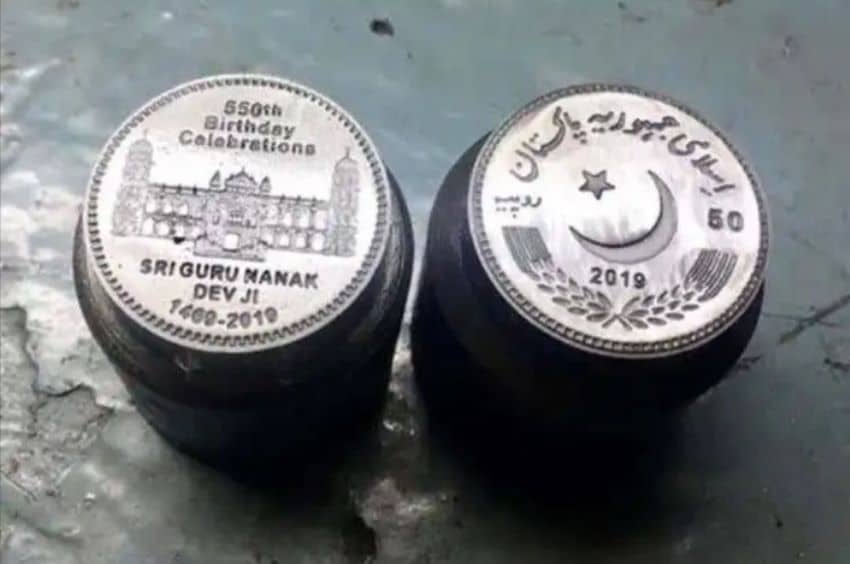 550th
Birthday
Celebrations
SRI GURU NANAK
DEV JI
1469-2019
اسلامی جمہوریہ پاکستان
روپیہ
50
2019